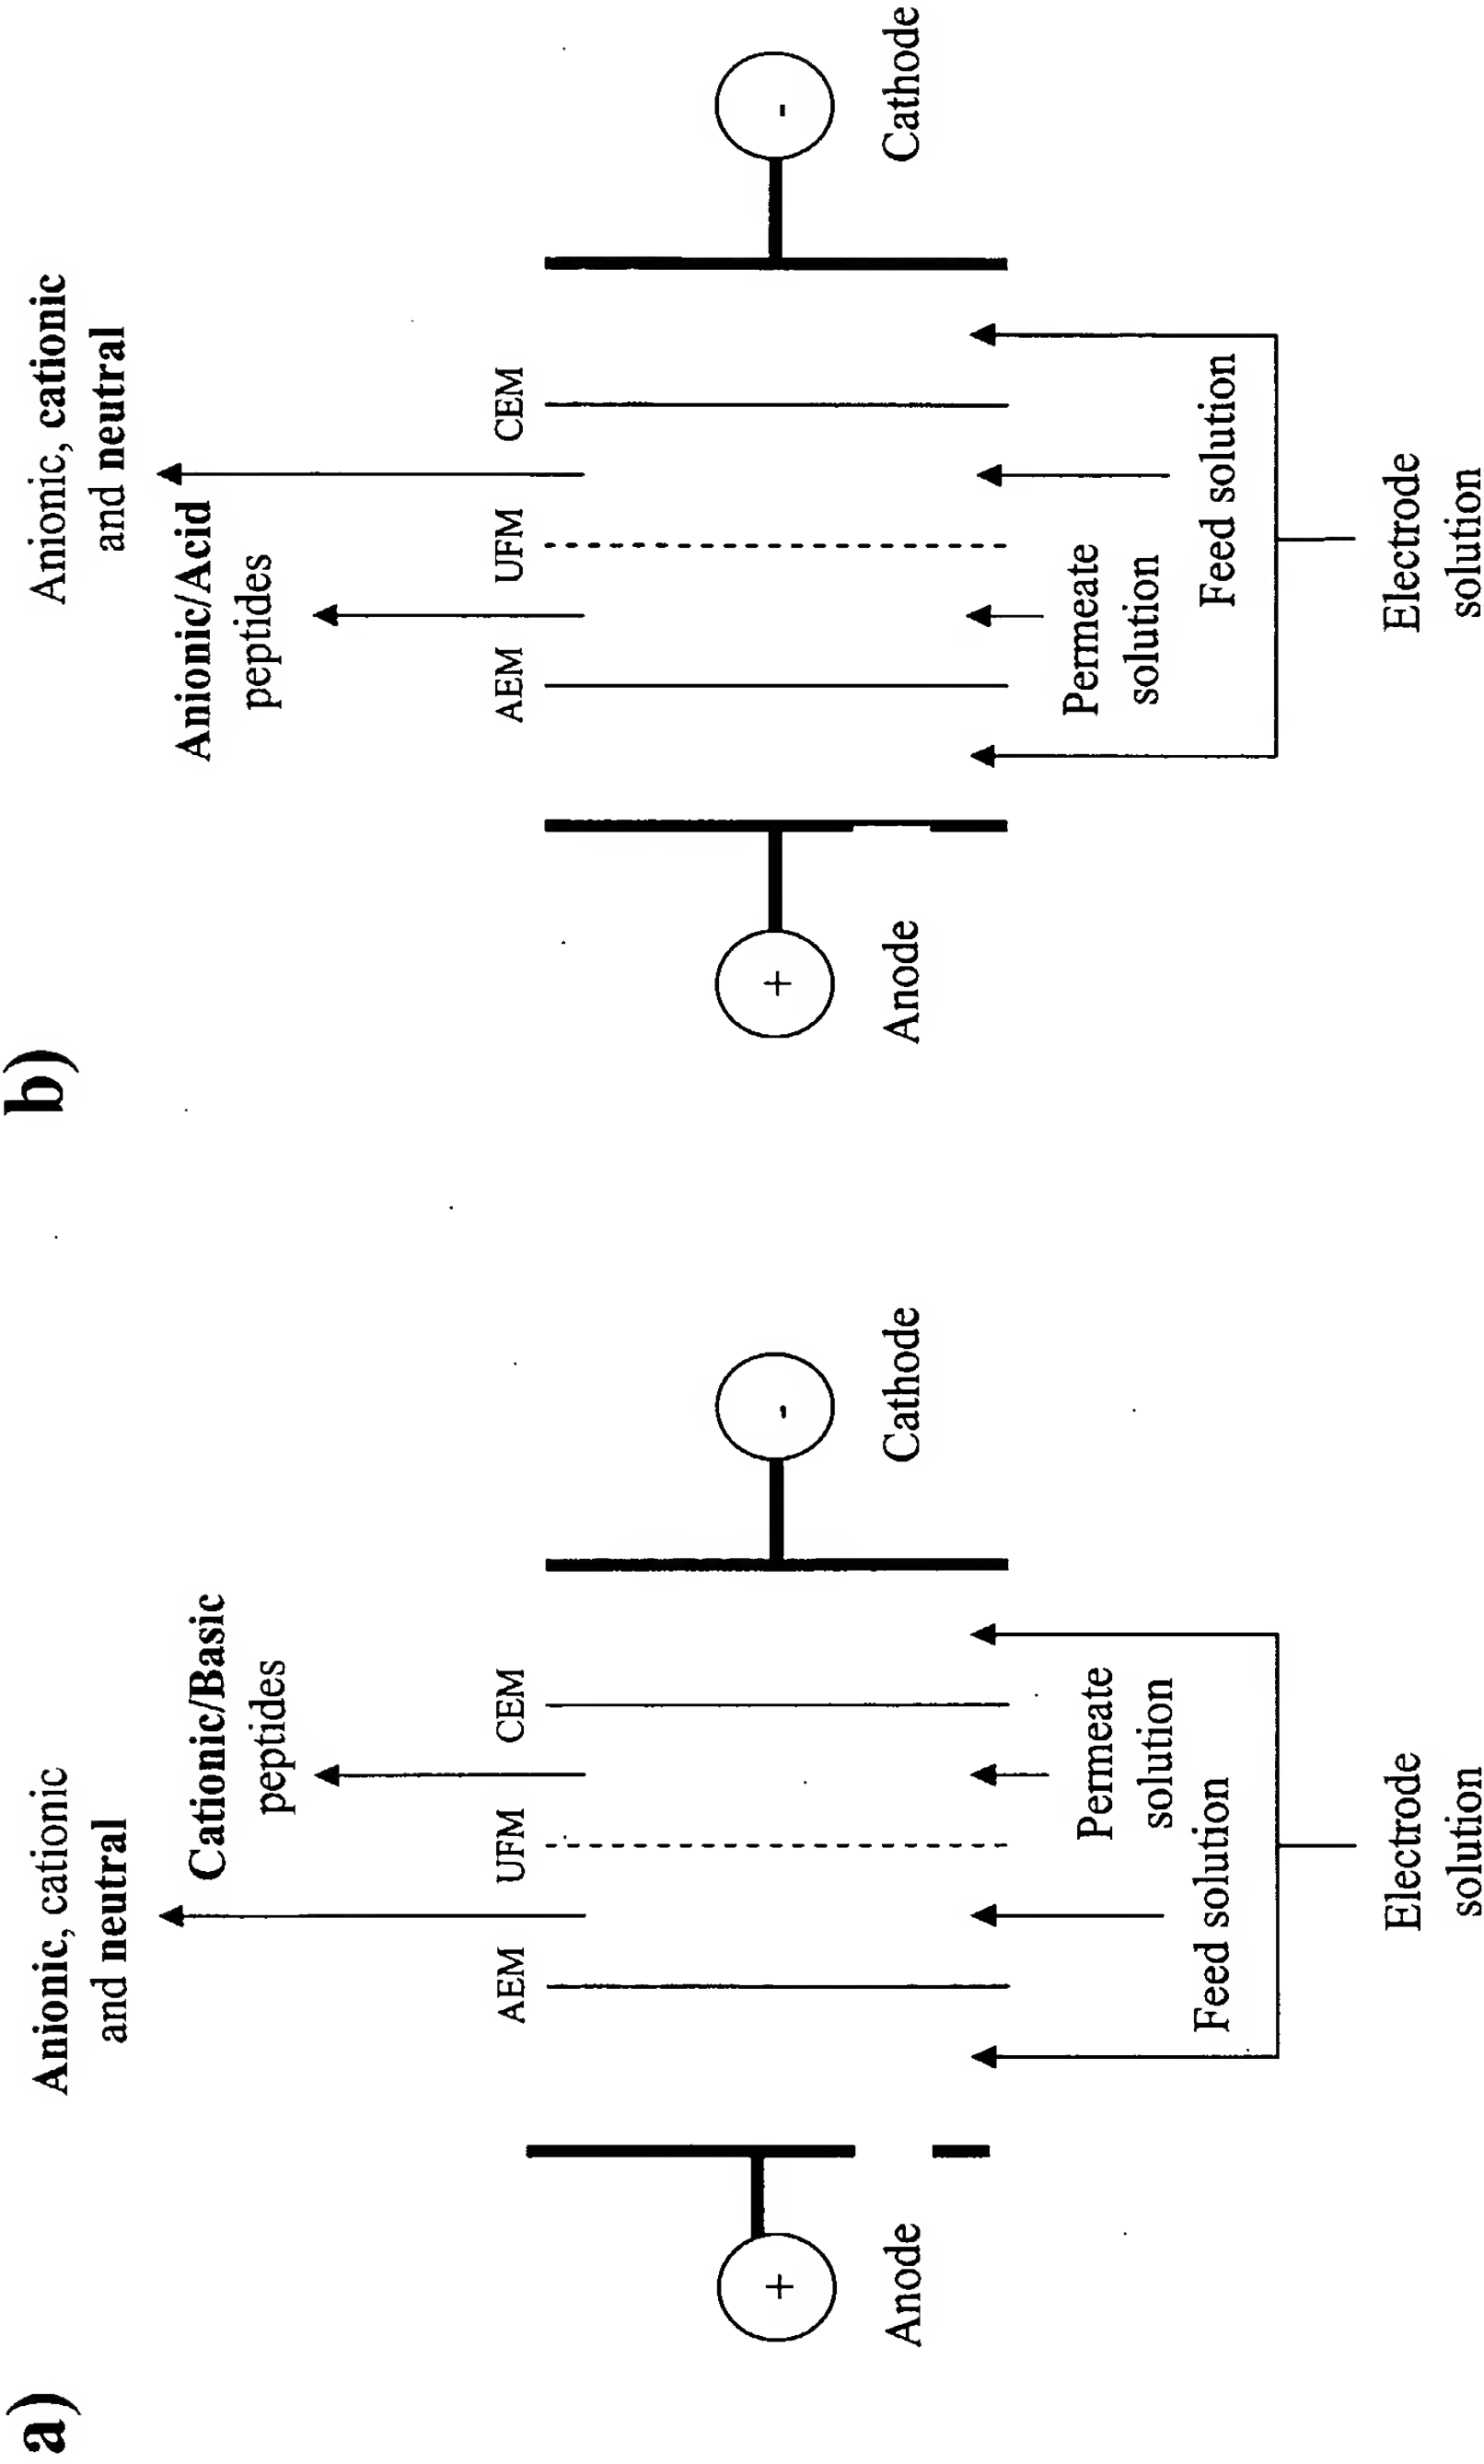 a)
Anionic, cationic
and neutral
Cationic/Basic
peptides
AEM
UFM
CEM
+
Anode
-
Cathode
Feed solution
Permeate
solution
Electrode
solution
b)
Anionic, cationic
and neutral
Anionic/Acid
peptides
AEM
UFM
CEM
+
Anode
-
Cathode
Permeate
solution
Feed solution
Electrode
solution